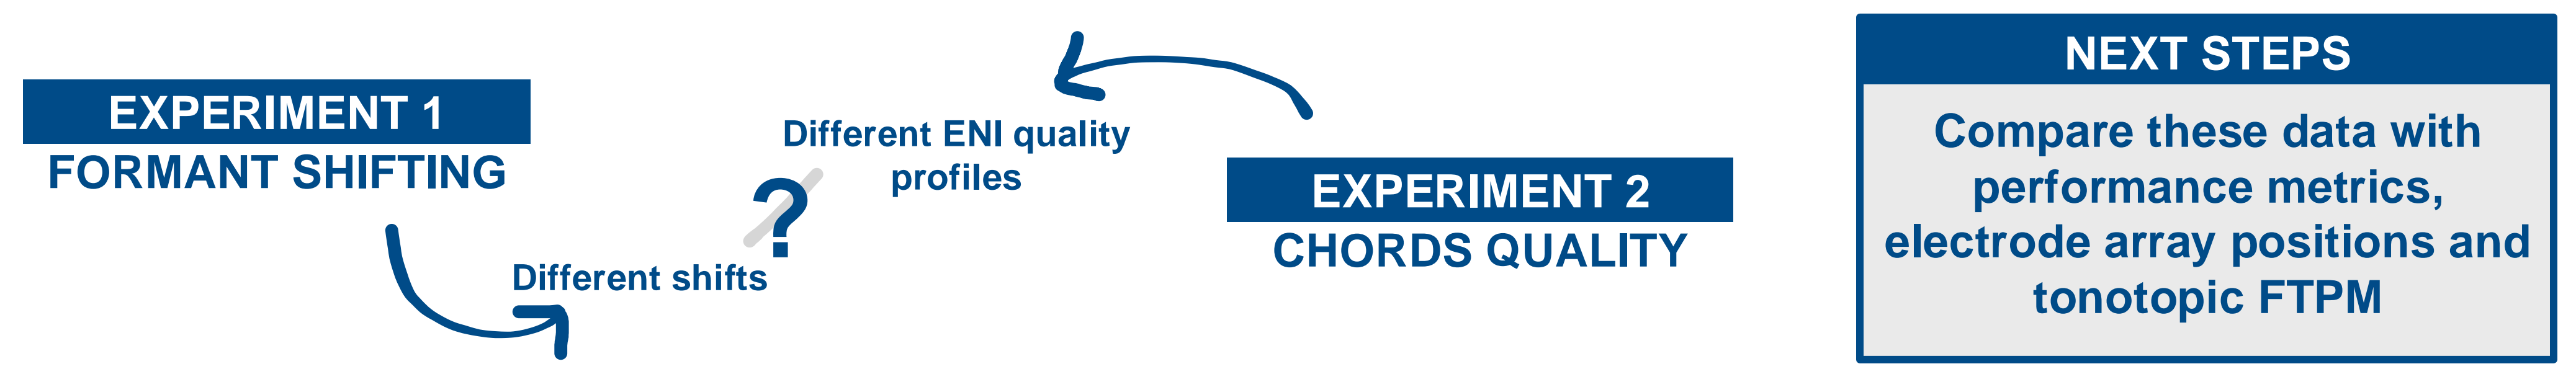 EXPERIMENT 1
FORMANT SHIFTING
Different shifts
?
Different ENI quality
profiles
EXPERIMENT 2
CHORDS QUALITY
NEXT STEPS
Compare these data with
performance metrics,
electrode array positions and
tonotopic FTPM